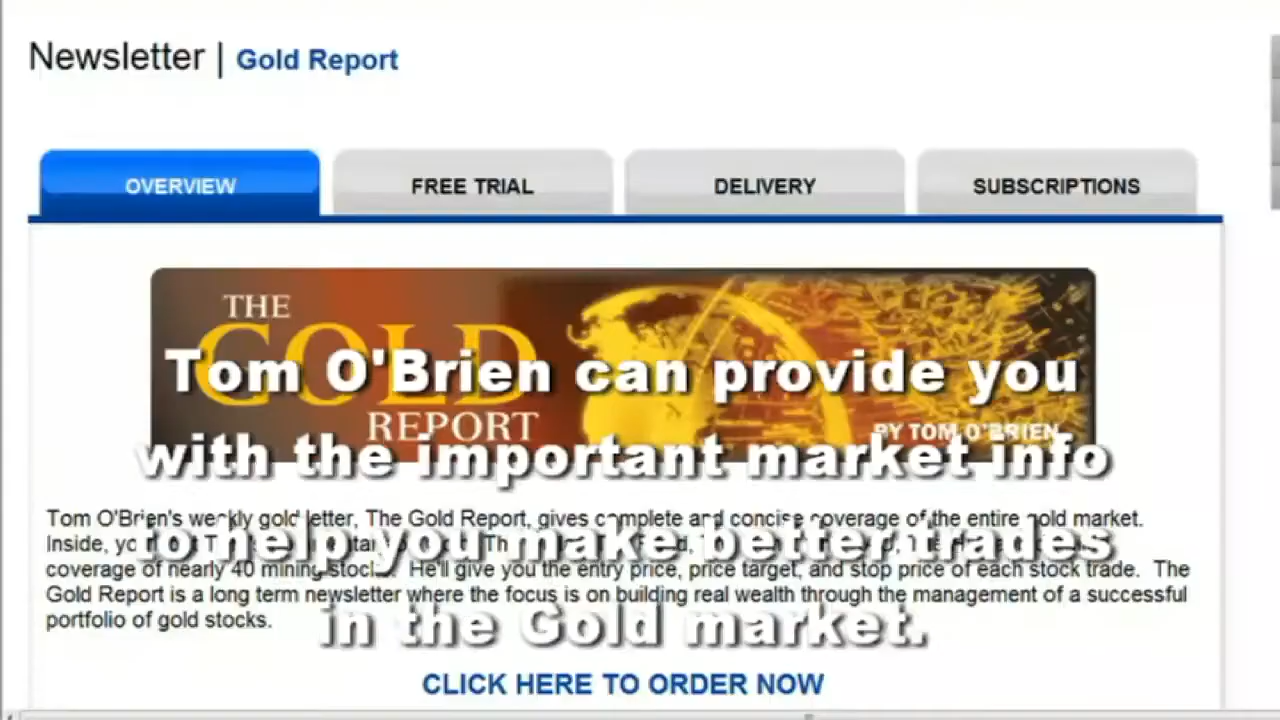 Newsletter | Gold Report
OVERVIEW FREE TRIAL DELIVERY SUBSCRIPTIONS
THE
GOLD
REPORT
BY TOM O'BRIEN
Tom O'Brien can provide you
with the important market info
to help you make better trades
in the Gold market.
Tom O'Brien's weekly gold letter, The Gold Report, gives complete and concise coverage of the entire gold market.
Inside,
coverage of nearly 40 mining stocks. He'll give you the entry price, price target, and stop price of each stock trade. The
Gold Report is a long term newsletter where the focus is on building real wealth through the management of a successful
portfolio of gold stocks.
CLICK HERE TO ORDER NOW